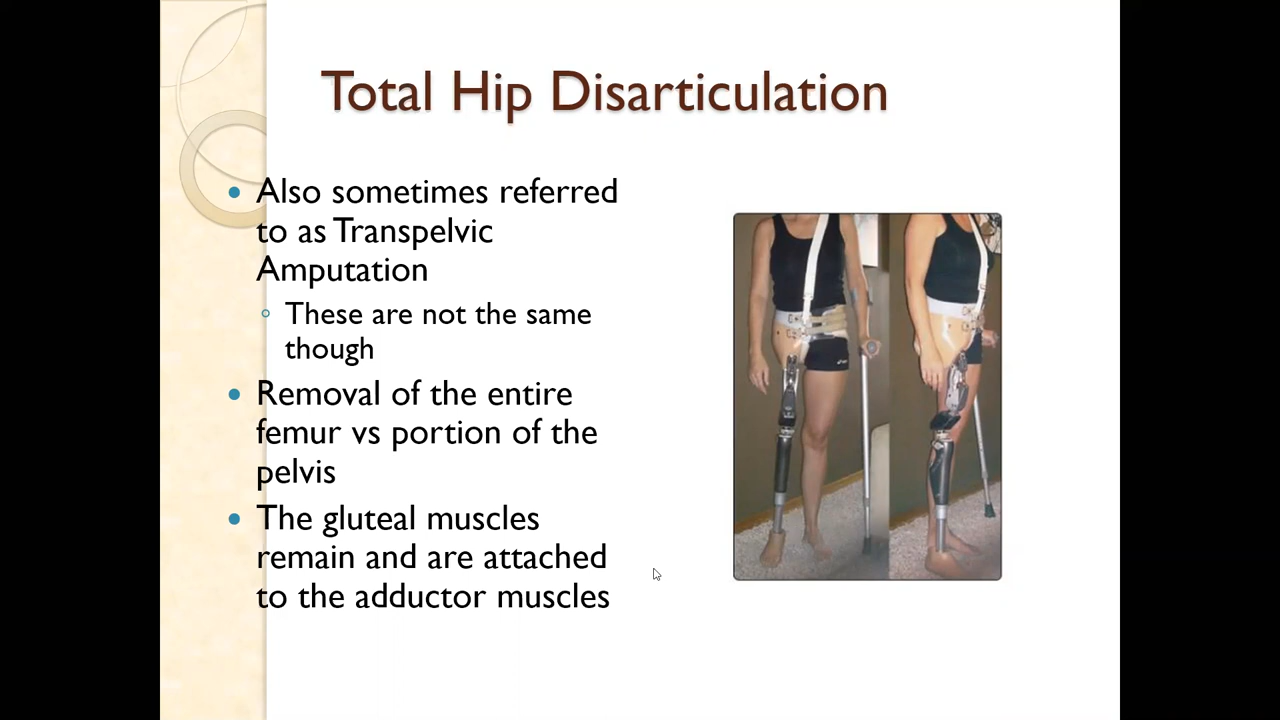 Total Hip Disarticulation
Also sometimes referred
to as Transpelvic
Amputation
These are not the same
though
Removal of the entire
femur vs portion of the
pelvis
The gluteal muscles
remain and are attached
to the adductor muscles